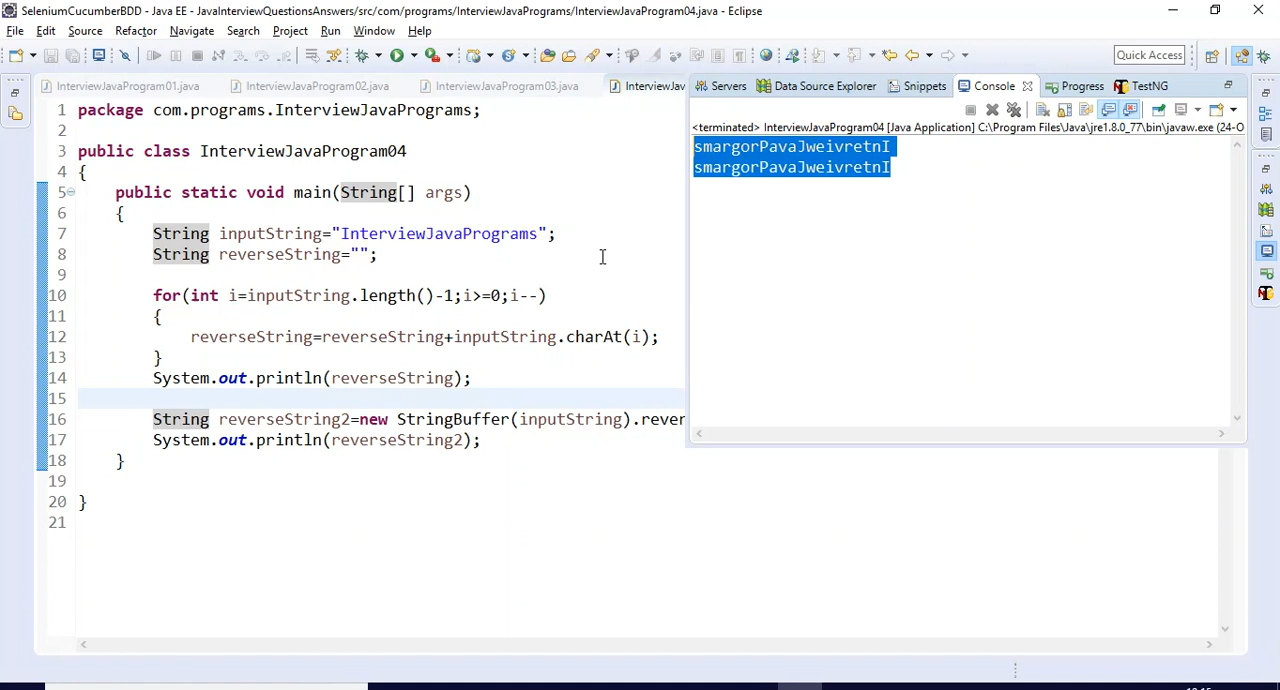 SeleniumCucumberBDD - Java EE - JavaInterviewQuestionsAnswers/src/com/programs/InterviewJavaPrograms/InterviewJavaProgram04.java - Eclipse
File Edit Source Refactor Navigate Search Project Run Window Help
Quick Access
InterviewJavaProgram01.java InterviewJavaProgram02.java InterviewJavaProgram03.java InterviewJav
Servers Data Source Explorer Snippets Console Progress TestNG
<terminated> InterviewJavaProgram04 [Java Application] C:\Program Files\Java\jre1.8.0_77\bin\javaw.exe (24-O
smargorPavaJweivretnI
smargorPavaJweivretnI
1 package com.programs.InterviewJavaPrograms;
2
3 public class InterviewJavaProgram04
4 {
5 public static void main(String[] args)
6 {
7 String inputString="InterviewJavaPrograms";
8 String reverseString="";
9
10 for(int i=inputString.length()-1;i>=0;i--)
11 {
12 reverseString=reverseString+inputString.charAt(i);
13 }
14 System.out.println(reverseString);
15
16 String reverseString2=new StringBuffer(inputString).rever
17 System.out.println(reverseString2);
18 }
19
20 }
21